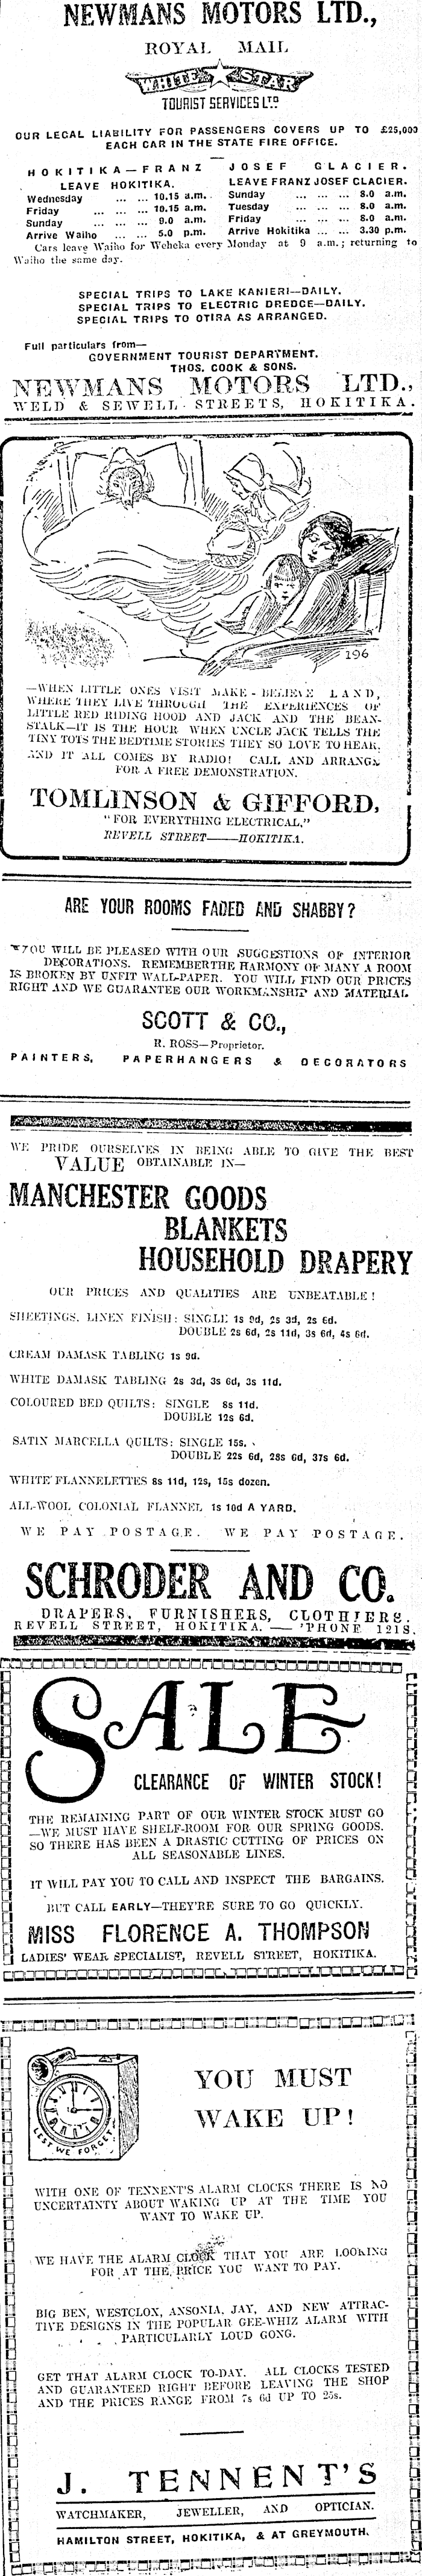 NEWMANS MOTORS LTD.,
ROYAL MAIL
WHITE STAR
TOURIST SERVICES LTD
OUR LEGAL LIABILITY FOR PASSENGERS COVERS UP TO £25,000
EACH CAR IN THE STATE FIRE OFFICE.
HOKITIKA—FRANZ JOSEF GLACIER.
LEAVE HOKITIKA.
Wednesday ... ... 10.15 a.m.
Friday ... ... ... 10.15 a.m.
Sunday ... ... 9.0 a.m.
Arrive Waiho ... ... 5.0 p.m.
LEAVE FRANZ JOSEF GLACIER.
Sunday ... ... ... 8.0 a.m.
Tuesday ... ... ... 8.0 a.m.
Friday ... ... ... 8.0 a.m.
Arrive Hokitika ... ... 3.30 p.m.
Cars leave Waiho for Weheka every Monday at 9 a.m.; returning to
Waiho the same day.
SPECIAL TRIPS TO LAKE KANIERI—DAILY.
SPECIAL TRIPS TO ELECTRIC DREDGE—DAILY.
SPECIAL TRIPS TO OTIRA AS ARRANGED.
Full particulars from—
GOVERNMENT TOURIST DEPARTMENT.
THOS. COOK & SONS.
NEWMANS MOTORS LTD.,
WELD & SEWELL STREETS, HOKITIKA.
196
—WHEN LITTLE ONES VISIT MAKE-BELIEVE LAND,
WHERE THEY LIVE THROUGH THE EXPERIENCES OF
LITTLE RED RIDING HOOD AND JACK AND THE BEAN-
STALK—IT IS THE HOUR WHEN UNCLE JACK TELLS THE
TINY TOTS THE BEDTIME STORIES THEY SO LOVE TO HEAR.
AND IT ALL COMES BY RADIO! CALL AND ARRANGE
FOR A FREE DEMONSTRATION.
TOMLINSON & GIFFORD,
"FOR EVERYTHING ELECTRICAL,"
REVELL STREET——HOKITIKA.
ARE YOUR ROOMS FADED AND SHABBY?
YOU WILL BE PLEASED WITH OUR SUGGESTIONS OF INTERIOR
DECORATIONS. REMEMBER THE HARMONY OF MANY A ROOM
IS BROKEN BY UNFIT WALL-PAPER. YOU WILL FIND OUR PRICES
RIGHT AND WE GUARANTEE OUR WORKMANSHIP AND MATERIAL.
SCOTT & CO.,
R. ROSS—Proprietor.
PAINTERS, PAPERHANGERS & DECORATORS
WE PRIDE OURSELVES IN BEING ABLE TO GIVE THE BEST
VALUE OBTAINABLE IN—
MANCHESTER GOODS
BLANKETS
HOUSEHOLD DRAPERY
OUR PRICES AND QUALITIES ARE UNBEATABLE!
SHEETINGS. LINEN FINISH: SINGLE 1s 9d, 2s 3d, 2s 6d.
DOUBLE 2s 6d, 2s 11d, 3s 6d, 4s 6d.
CREAM DAMASK TABLING 1s 9d.
WHITE DAMASK TABLING 2s 3d, 3s 6d, 3s 11d.
COLOURED BED QUILTS: SINGLE 8s 11d.
DOUBLE 12s 6d.
SATIN MARCELLA QUILTS: SINGLE 15s.
DOUBLE 22s 6d, 28s 6d, 37s 6d.
WHITE FLANNELETTES 8s 11d, 12s, 15s dozen.
ALL-WOOL COLONIAL FLANNEL 1s 10d A YARD.
WE PAY POSTAGE. WE PAY POSTAGE.
SCHRODER AND CO.
DRAPERS, FURNISHERS, CLOTHIERS.
REVELL STREET, HOKITIKA. —— 'PHONE 121S.
SALE
CLEARANCE OF WINTER STOCK!
THE REMAINING PART OF OUR WINTER STOCK MUST GO
—WE MUST HAVE SHELF-ROOM FOR OUR SPRING GOODS.
SO THERE HAS BEEN A DRASTIC CUTTING OF PRICES ON
ALL SEASONABLE LINES.
IT WILL PAY YOU TO CALL AND INSPECT THE BARGAINS.
BUT CALL EARLY—THEY'RE SURE TO GO QUICKLY.
MISS FLORENCE A. THOMPSON
LADIES' WEAR SPECIALIST, REVELL STREET, HOKITIKA.
LEST WE FORGET
YOU MUST
WAKE UP!
WITH ONE OF TENNENT'S ALARM CLOCKS THERE IS NO
UNCERTAINTY ABOUT WAKING UP AT THE TIME YOU
WANT TO WAKE UP.
WE HAVE THE ALARM CLOCK THAT YOU ARE LOOKING
FOR AT THE PRICE YOU WANT TO PAY.
BIG BEN, WESTCLOX, ANSONIA, JAY, AND NEW ATTRAC-
TIVE DESIGNS IN THE POPULAR GEE-WHIZ ALARM WITH
PARTICULARLY LOUD GONG.
GET THAT ALARM CLOCK TO-DAY. ALL CLOCKS TESTED
AND GUARANTEED RIGHT BEFORE LEAVING THE SHOP
AND THE PRICES RANGE FROM 7s 6d UP TO 25s.
J. TENNENT'S
WATCHMAKER, JEWELLER, AND OPTICIAN.
HAMILTON STREET, HOKITIKA, & AT GREYMOUTH.